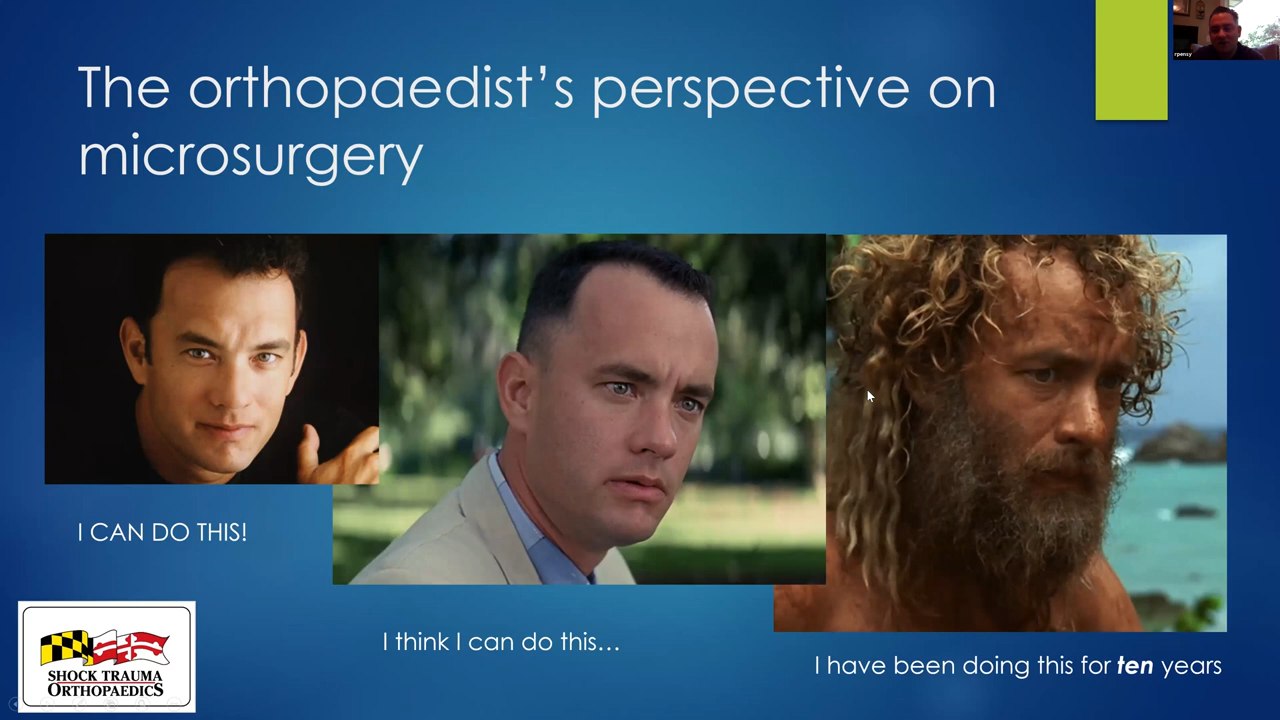 The orthopaedist’s perspective on
microsurgery
rpensy
I CAN DO THIS!
I think I can do this…
I have been doing this for ten years
SHOCK TRAUMA
ORTHOPAEDICS